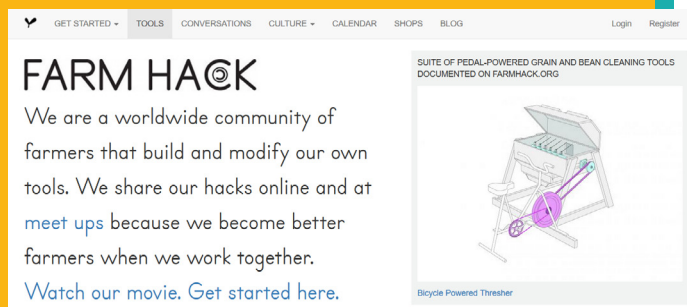 GET STARTED TOOLS CONVERSATIONS CULTURE CALENDAR SHOPS BLOG Login Register
FARM HACK
We are a worldwide community of
farmers that build and modify our own
tools. We share our hacks online and at
meet ups because we become better
farmers when we work together.
Watch our movie. Get started here.
SUITE OF PEDAL-POWERED GRAIN AND BEAN CLEANING TOOLS
DOCUMENTED ON FARMHACK.ORG
Bicycle Powered Thresher